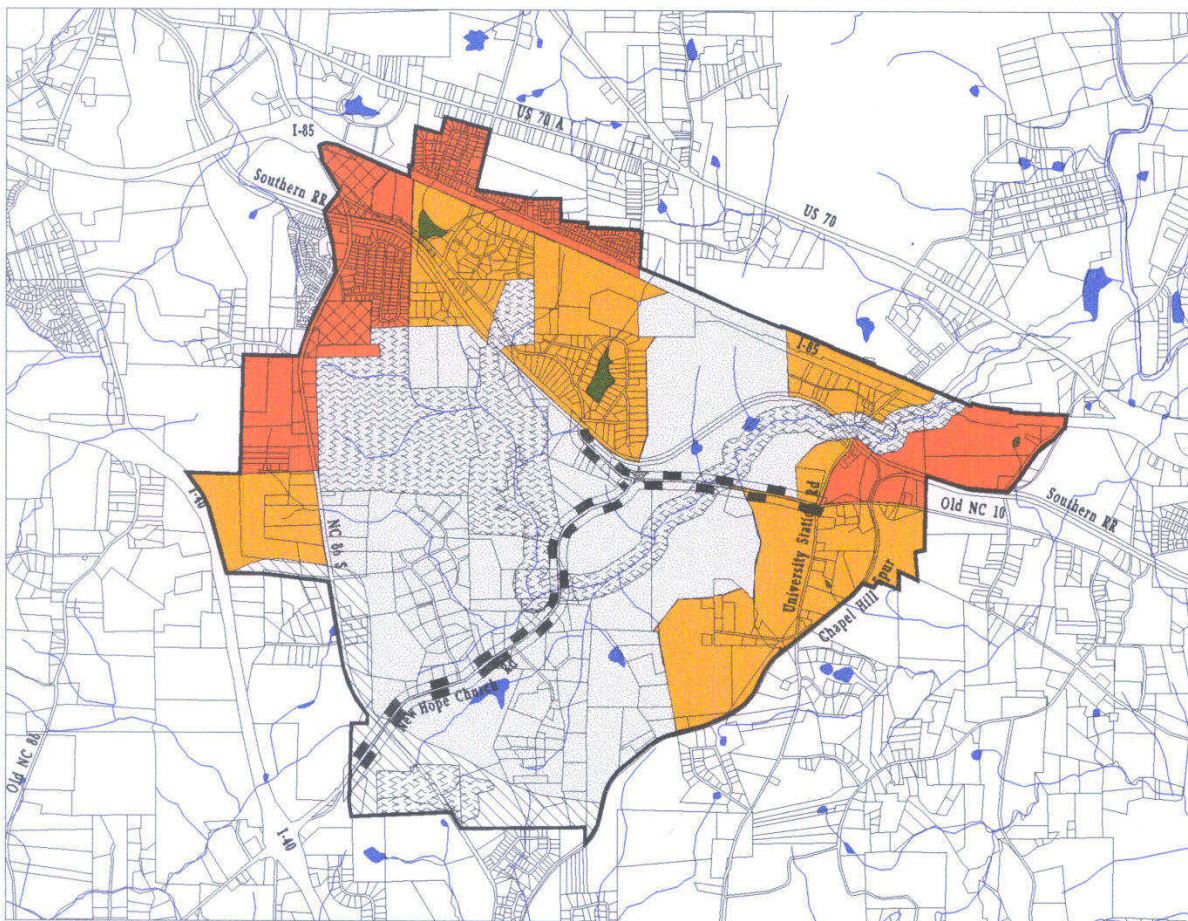 US 70 A
I-85
Southern RR
US 70
I-85
I-40
NC 86 S
University Station Rd
Old NC 10
Southern RR
Chapel Hill Spur
New Hope Church Rd
Old NC 86
I-40